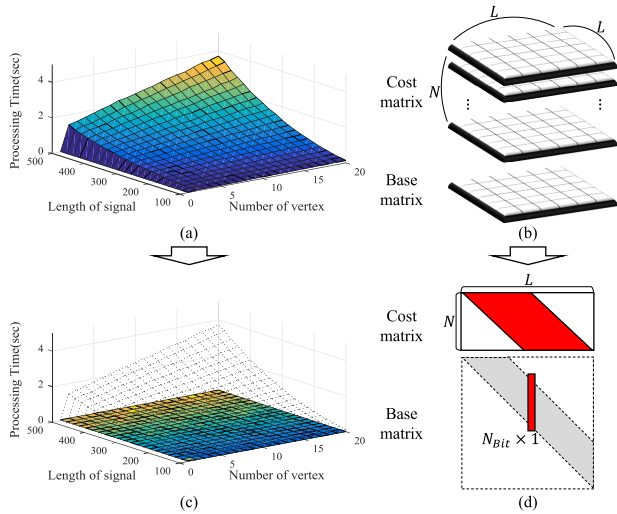 Processing Time(sec)
4
2
0
500
400
300
200
100
0
5
10
15
20
Length of signal
Number of vertex
(a)
L
L
Cost
matrix
N
⋮
⋮
Base
matrix
(b)
Processing Time(sec)
4
2
0
500
400
300
200
100
0
5
10
15
20
Length of signal
Number of vertex
(c)
L
Cost
matrix
N
Base
matrix
N_{Bit} × 1
(d)